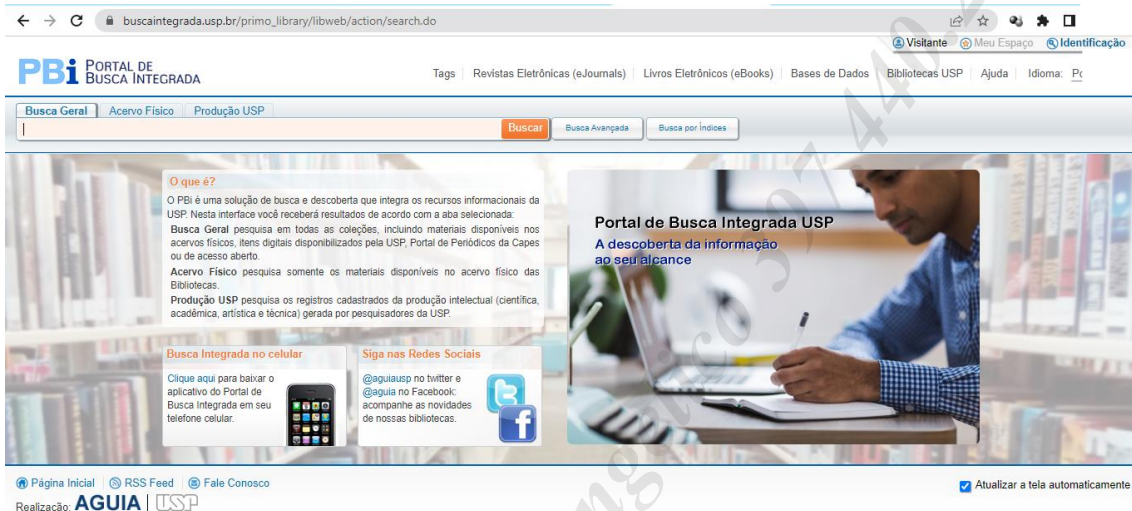 buscaintegrada.usp.br/primo_library/libweb/action/search.do
Visitante Meu Espaço Identificação
PBi PORTAL DE
BUSCA INTEGRADA
Tags Revistas Eletrônicas (eJournals) Livros Eletrônicos (eBooks) Bases de Dados Bibliotecas USP Ajuda Idioma:
Busca Geral Acervo Físico Produção USP
Buscar Busca Avançada Busca por Índices
O que é?
O PBi é uma solução de busca e descoberta que integra os recursos informacionais da
USP. Nesta interface você receberá resultados de acordo com a aba selecionada:
Busca Geral pesquisa em todas as coleções, incluindo materiais disponíveis nos
acervos físicos, itens digitais disponibilizados pela USP, Portal de Periódicos da Capes
ou de acesso aberto.
Acervo Físico pesquisa somente os materiais disponíveis no acervo físico das
Bibliotecas.
Produção USP pesquisa os registros cadastrados da produção intelectual (científica,
acadêmica, artística e técnica) gerada por pesquisadores da USP.
Portal de Busca Integrada USP
A descoberta da informação
ao seu alcance
Busca Integrada no celular
Clique aqui para baixar o
aplicativo do Portal de
Busca Integrada em seu
telefone celular.
Siga nas Redes Sociais
@aguiausp no twitter e
@aguia no Facebook:
acompanhe as novidades
de nossas bibliotecas.
Página Inicial RSS Feed Fale Conosco
Atualizar a tela automaticamente
Realização: AGUIA | USP